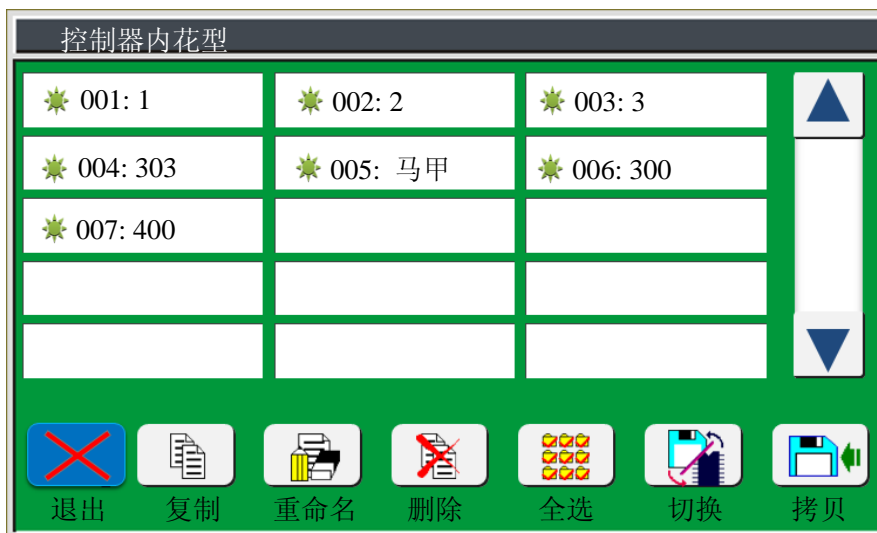 控制器内花型
001: 1 002: 2 003: 3
004: 303 005: 马甲 006: 300
007: 400
退出 复制 重命名 删除 全选 切换 拷贝